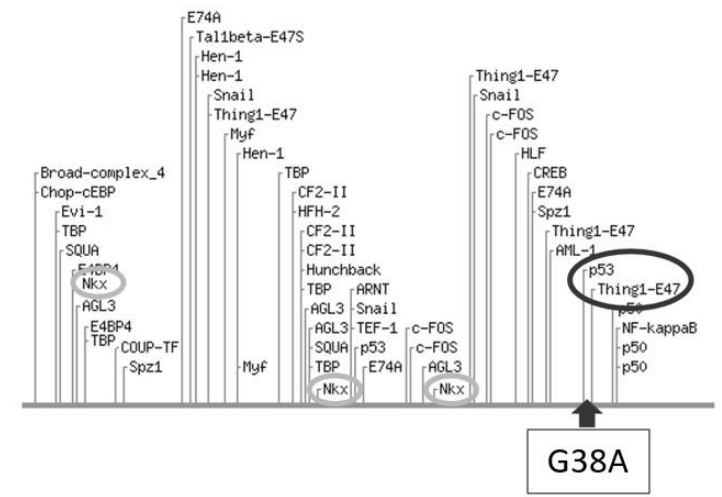 E74A
Tal1beta-E47S
Hen-1
Hen-1
Snail
Thing1-E47
Myf
Hen-1
Myf
Broad-complex_4
Chop-cEBP
Evi-1
TBP
SQUA
E4BP4
Nkx
AGL3
E4BP4
TBP
COUP-TF
Spz1
TBP
CF2-II
HFH-2
CF2-II
CF2-II
Hunchback
TBP
AGL3
AGL3
SQUA
TBP
Nkx
ARNT
Snail
TEF-1
p53
E74A
c-FOS
c-FOS
AGL3
Nkx
Thing1-E47
Snail
c-FOS
c-FOS
HLF
CREB
E74A
Spz1
Thing1-E47
AML-1
p53
Thing1-E47
p50
NF-kappaB
p50
p50
G38A